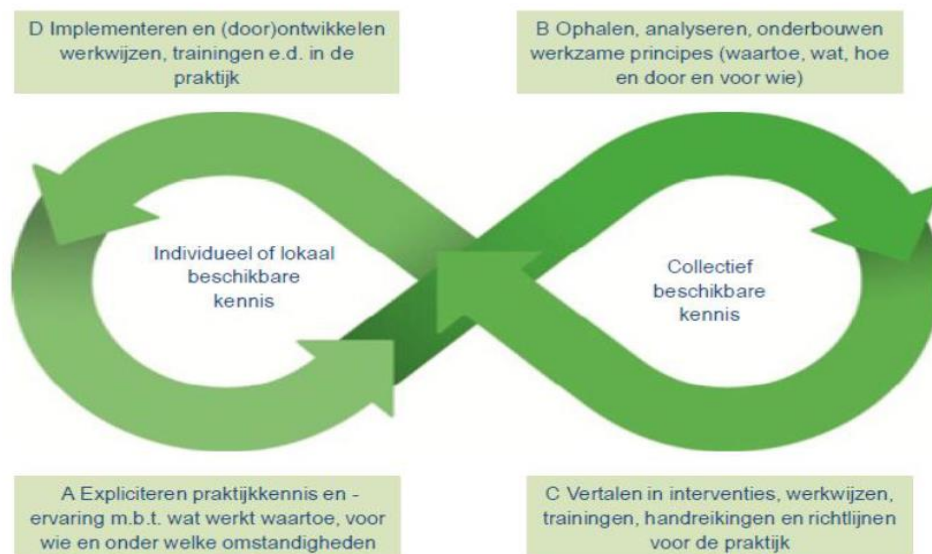 D Implementeren en (door)ontwikkelen
werkwijzen, trainingen e.d. in de
praktijk
B Ophalen, analyseren, onderbouwen
werkzame principes (waartoe, wat, hoe
en door en voor wie)
Individueel of lokaal
beschikbare
kennis
Collectief
beschikbare
kennis
A Expliciteren praktijkkennis en -
ervaring m.b.t. wat werkt waartoe, voor
wie en onder welke omstandigheden
C Vertalen in interventies, werkwijzen,
trainingen, handreikingen en richtlijnen
voor de praktijk